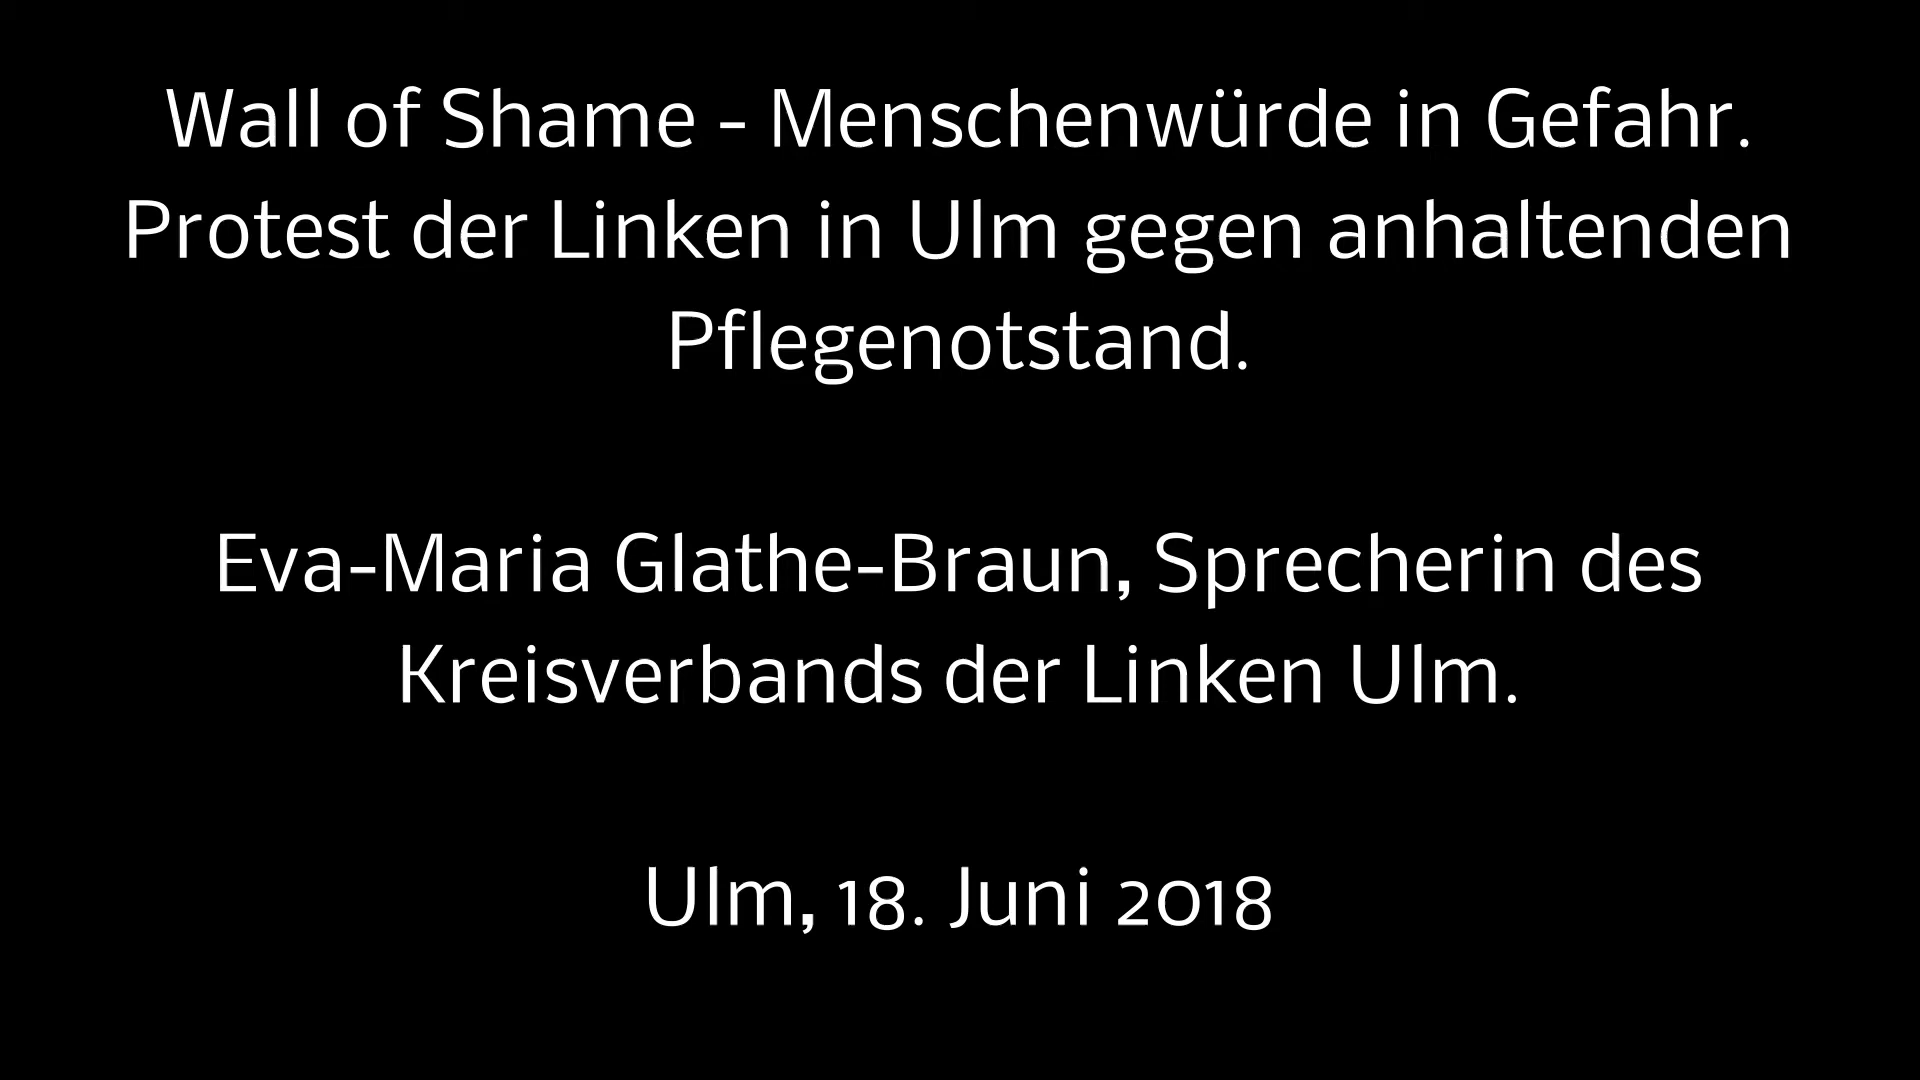 Wall of Shame - Menschenwürde in Gefahr.
Protest der Linken in Ulm gegen anhaltenden
Pflegenotstand.
Eva-Maria Glathe-Braun, Sprecherin des
Kreisverbands der Linken Ulm.
Ulm, 18. Juni 2018